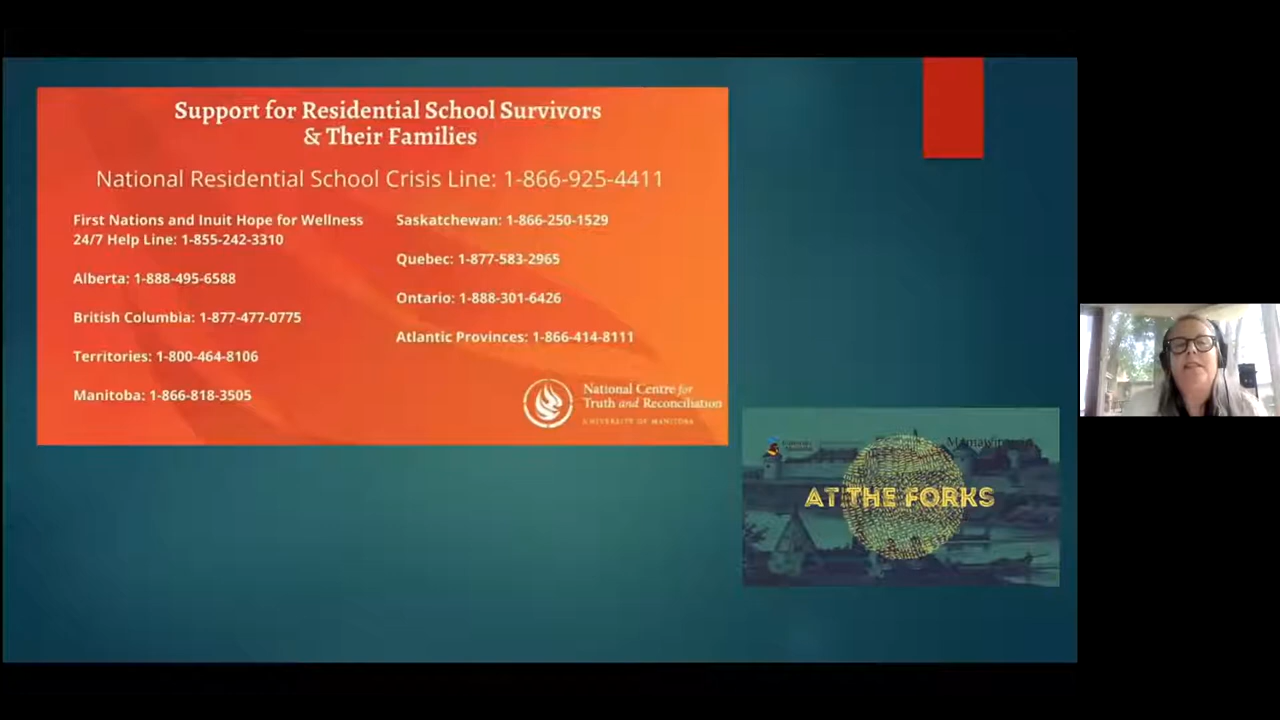 Support for Residential School Survivors
& Their Families
National Residential School Crisis Line: 1-866-925-4411
First Nations and Inuit Hope for Wellness
24/7 Help Line: 1-855-242-3310
Alberta: 1-888-495-6588
British Columbia: 1-877-477-0775
Territories: 1-800-464-8106
Manitoba: 1-866-818-3505
Saskatchewan: 1-866-250-1529
Quebec: 1-877-583-2965
Ontario: 1-888-301-6426
Atlantic Provinces: 1-866-414-8111
National Centre for
Truth and Reconciliation
UNIVERSITY OF MANITOBA
AT THE FORKS